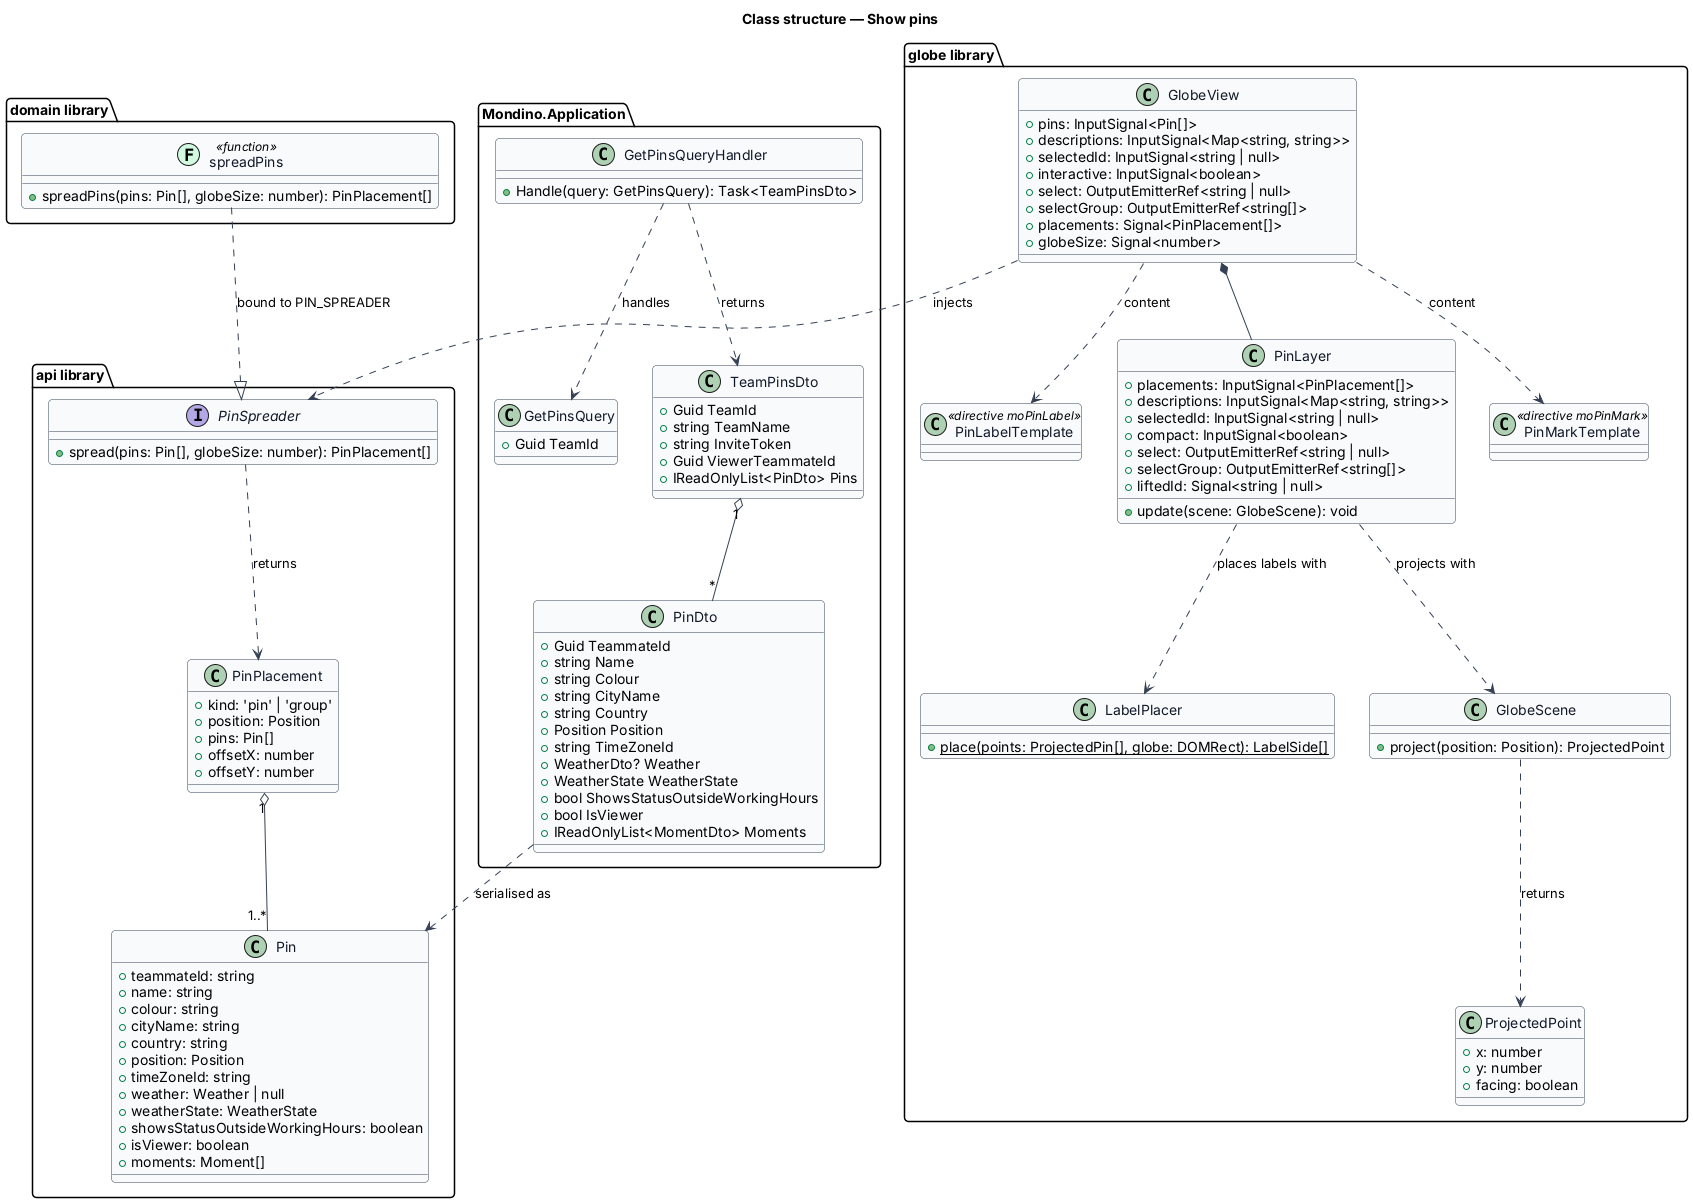 Class structure — Show pins
domain library
F
«function»
spreadPins
spreadPins(pins: Pin[], globeSize: number): PinPlacement[]
bound to PIN_SPREADER
api library
I
PinSpreader
spread(pins: Pin[], globeSize: number): PinPlacement[]
returns
C
PinPlacement
kind: 'pin' | 'group'
position: Position
pins: Pin[]
offsetX: number
offsetY: number
1
1..*
C
Pin
teammateId: string
name: string
colour: string
cityName: string
country: string
position: Position
timeZoneId: string
weather: Weather | null
weatherState: WeatherState
showsStatusOutsideWorkingHours: boolean
isViewer: boolean
moments: Moment[]
Mondino.Application
C
GetPinsQueryHandler
Handle(query: GetPinsQuery): Task<TeamPinsDto>
handles
returns
C
GetPinsQuery
Guid TeamId
C
TeamPinsDto
Guid TeamId
string TeamName
string InviteToken
Guid ViewerTeammateId
IReadOnlyList<PinDto> Pins
1
*
C
PinDto
Guid TeammateId
string Name
string Colour
string CityName
string Country
Position Position
string TimeZoneId
WeatherDto? Weather
WeatherState WeatherState
bool ShowsStatusOutsideWorkingHours
bool IsViewer
IReadOnlyList<MomentDto> Moments
serialised as
globe library
C
GlobeView
pins: InputSignal<Pin[]>
descriptions: InputSignal<Map<string, string>>
selectedId: InputSignal<string | null>
interactive: InputSignal<boolean>
select: OutputEmitterRef<string | null>
selectGroup: OutputEmitterRef<string[]>
placements: Signal<PinPlacement[]>
globeSize: Signal<number>
injects
content
content
C
«directive moPinLabel»
PinLabelTemplate
C
PinLayer
placements: InputSignal<PinPlacement[]>
descriptions: InputSignal<Map<string, string>>
selectedId: InputSignal<string | null>
compact: InputSignal<boolean>
select: OutputEmitterRef<string | null>
selectGroup: OutputEmitterRef<string[]>
liftedId: Signal<string | null>
update(scene: GlobeScene): void
C
«directive moPinMark»
PinMarkTemplate
places labels with
projects with
C
LabelPlacer
place(points: ProjectedPin[], globe: DOMRect): LabelSide[]
C
GlobeScene
project(position: Position): ProjectedPoint
returns
C
ProjectedPoint
x: number
y: number
facing: boolean